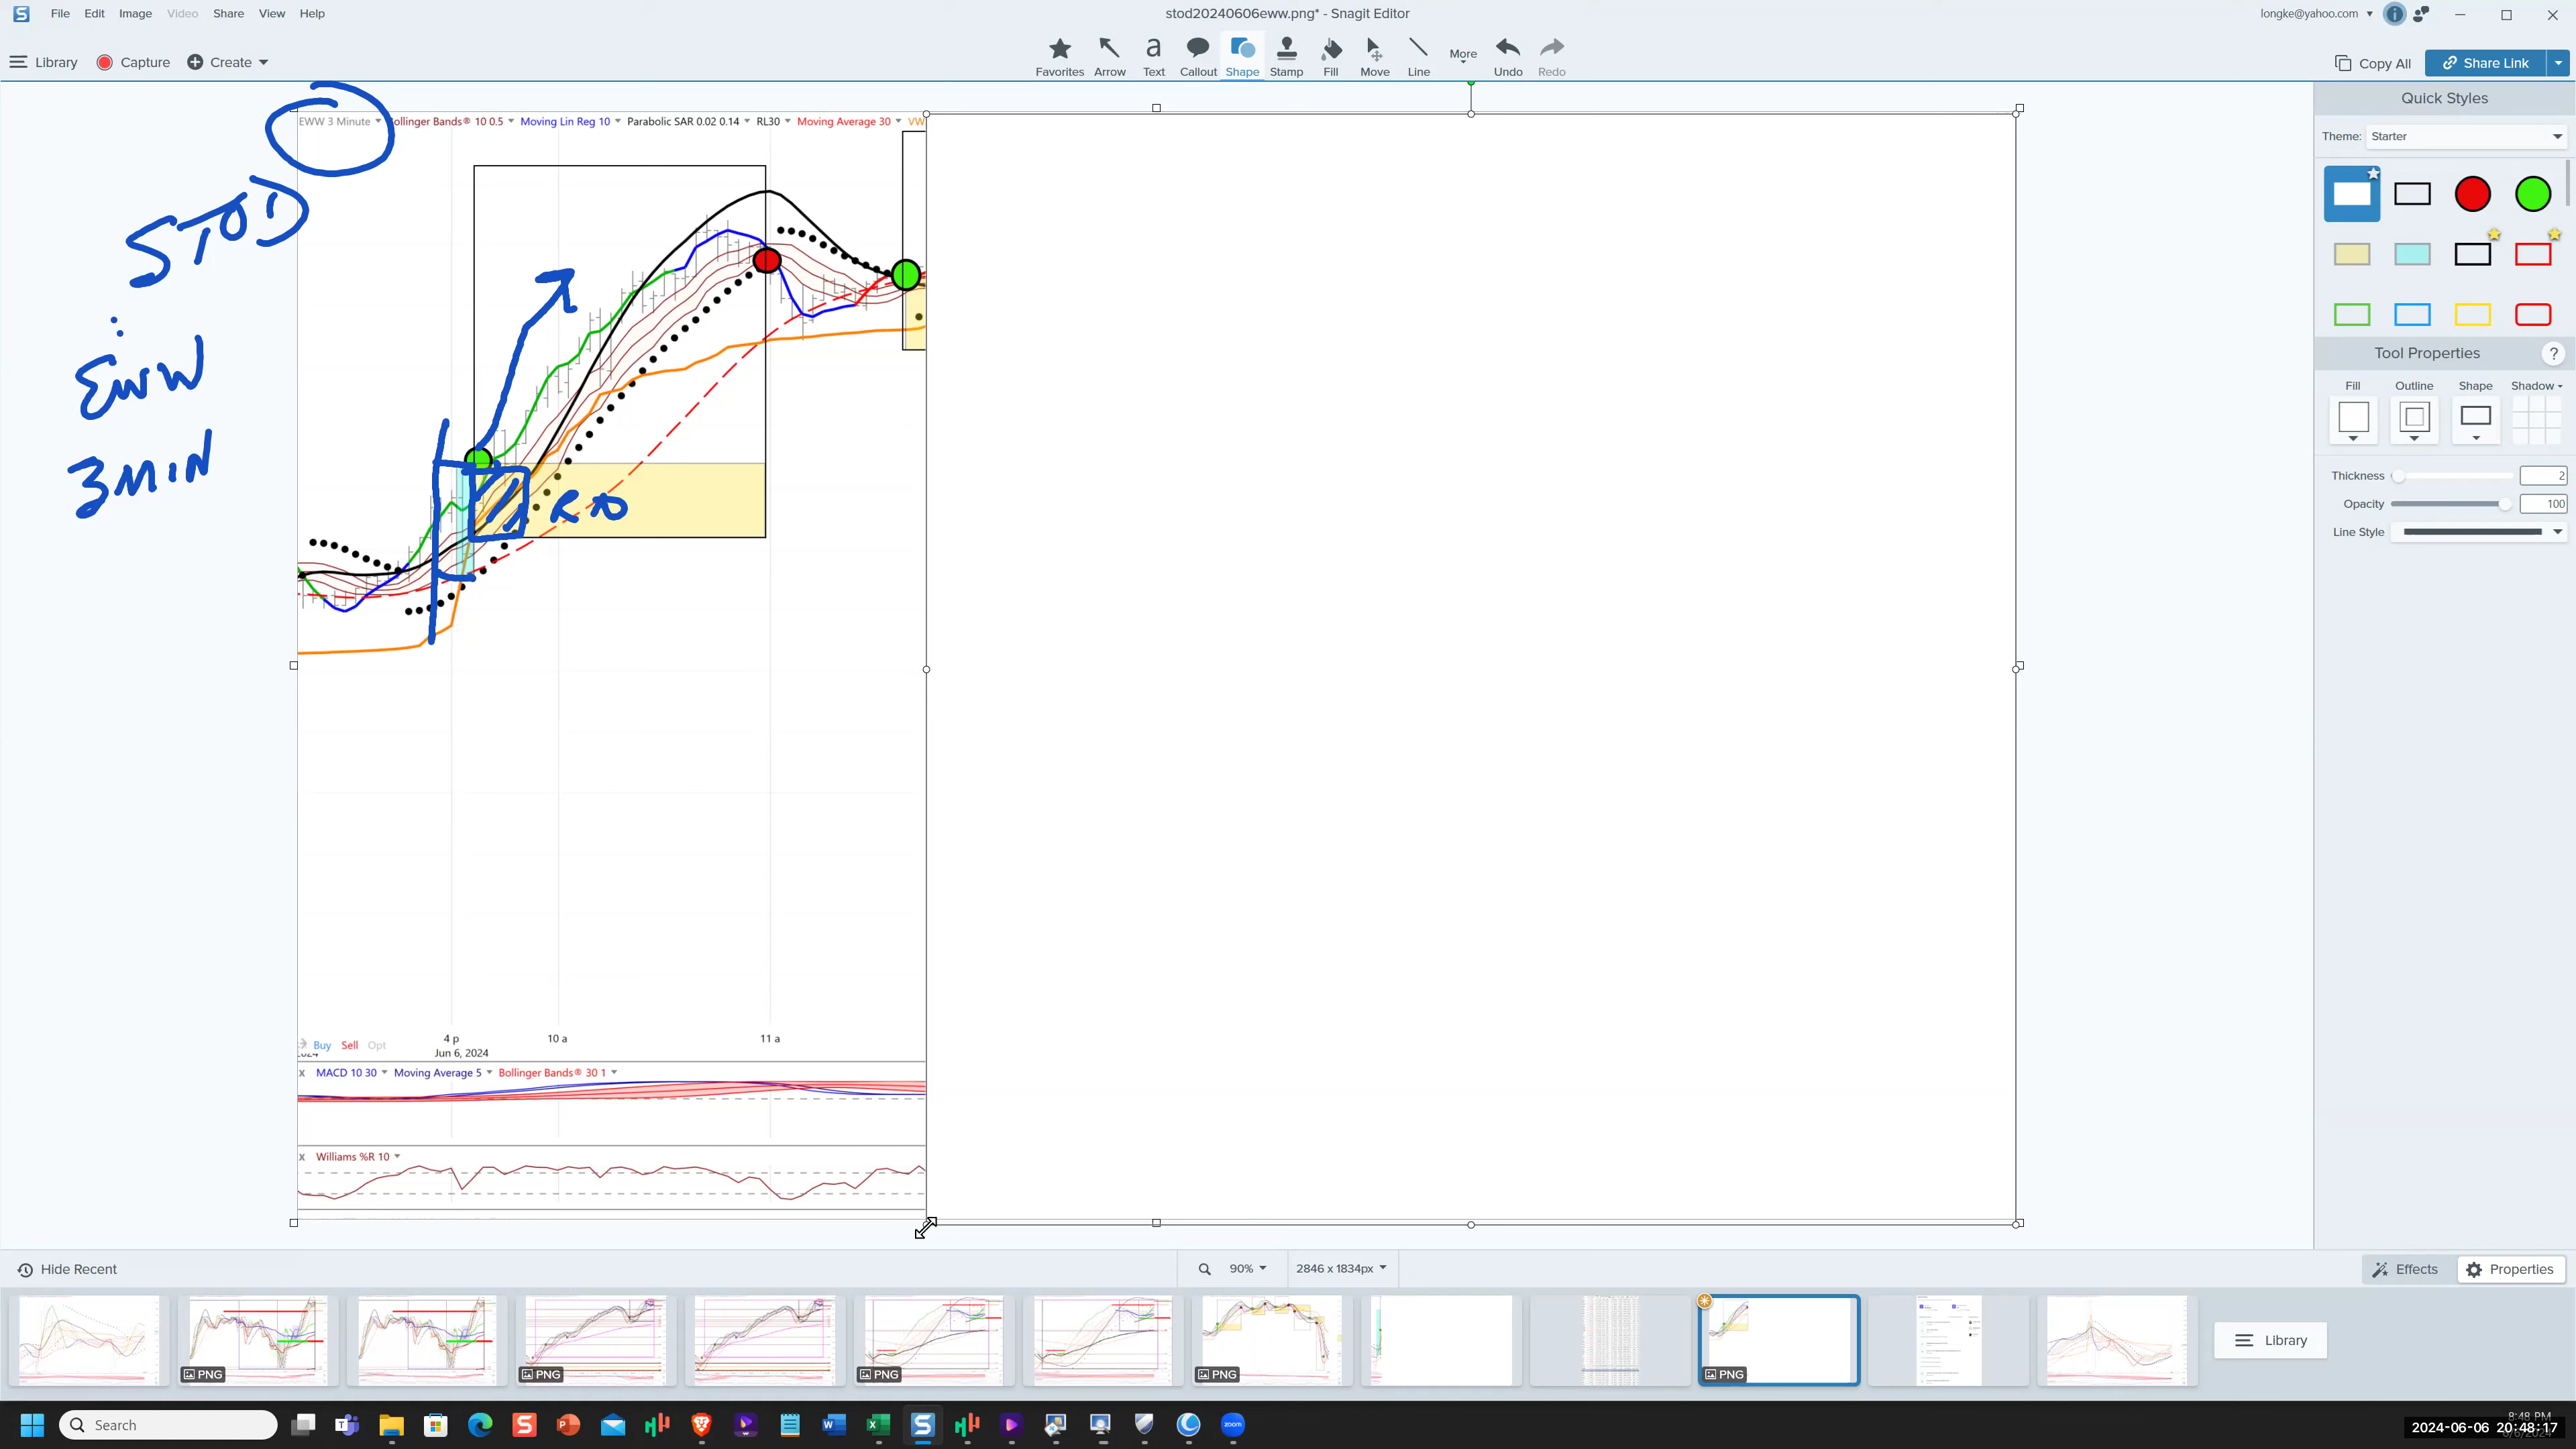 stod20240606eww.png* - Snagit Editor
longke@yahoo.com
File Edit Image Video Share View Help
Library Capture Create
Favorites Arrow Text Callout Shape Stamp Fill Move Line More Undo Redo
Copy All Share Link
Quick Styles
Theme: Starter
Tool Properties ?
Fill Outline Shape Shadow
Thickness 2
Opacity 100
Line Style
EWW 3 Minute ollinger Bands® 10 0.5 Moving Lin Reg 10 Parabolic SAR 0.02 0.14 RL30 Moving Average 30 VW
STOD
EWW
3MIN
4 p 10 a 11 a
Buy Sell Opt
Jun 6, 2024
x MACD 10 30 Moving Average 5 Bollinger Bands® 30 1
x Williams %R 10
Hide Recent
90% 2846 x 1834px
Effects Properties
PNG PNG PNG PNG PNG
Library
Search
zoom
8:48 PM
2024-06-06 20:48:17